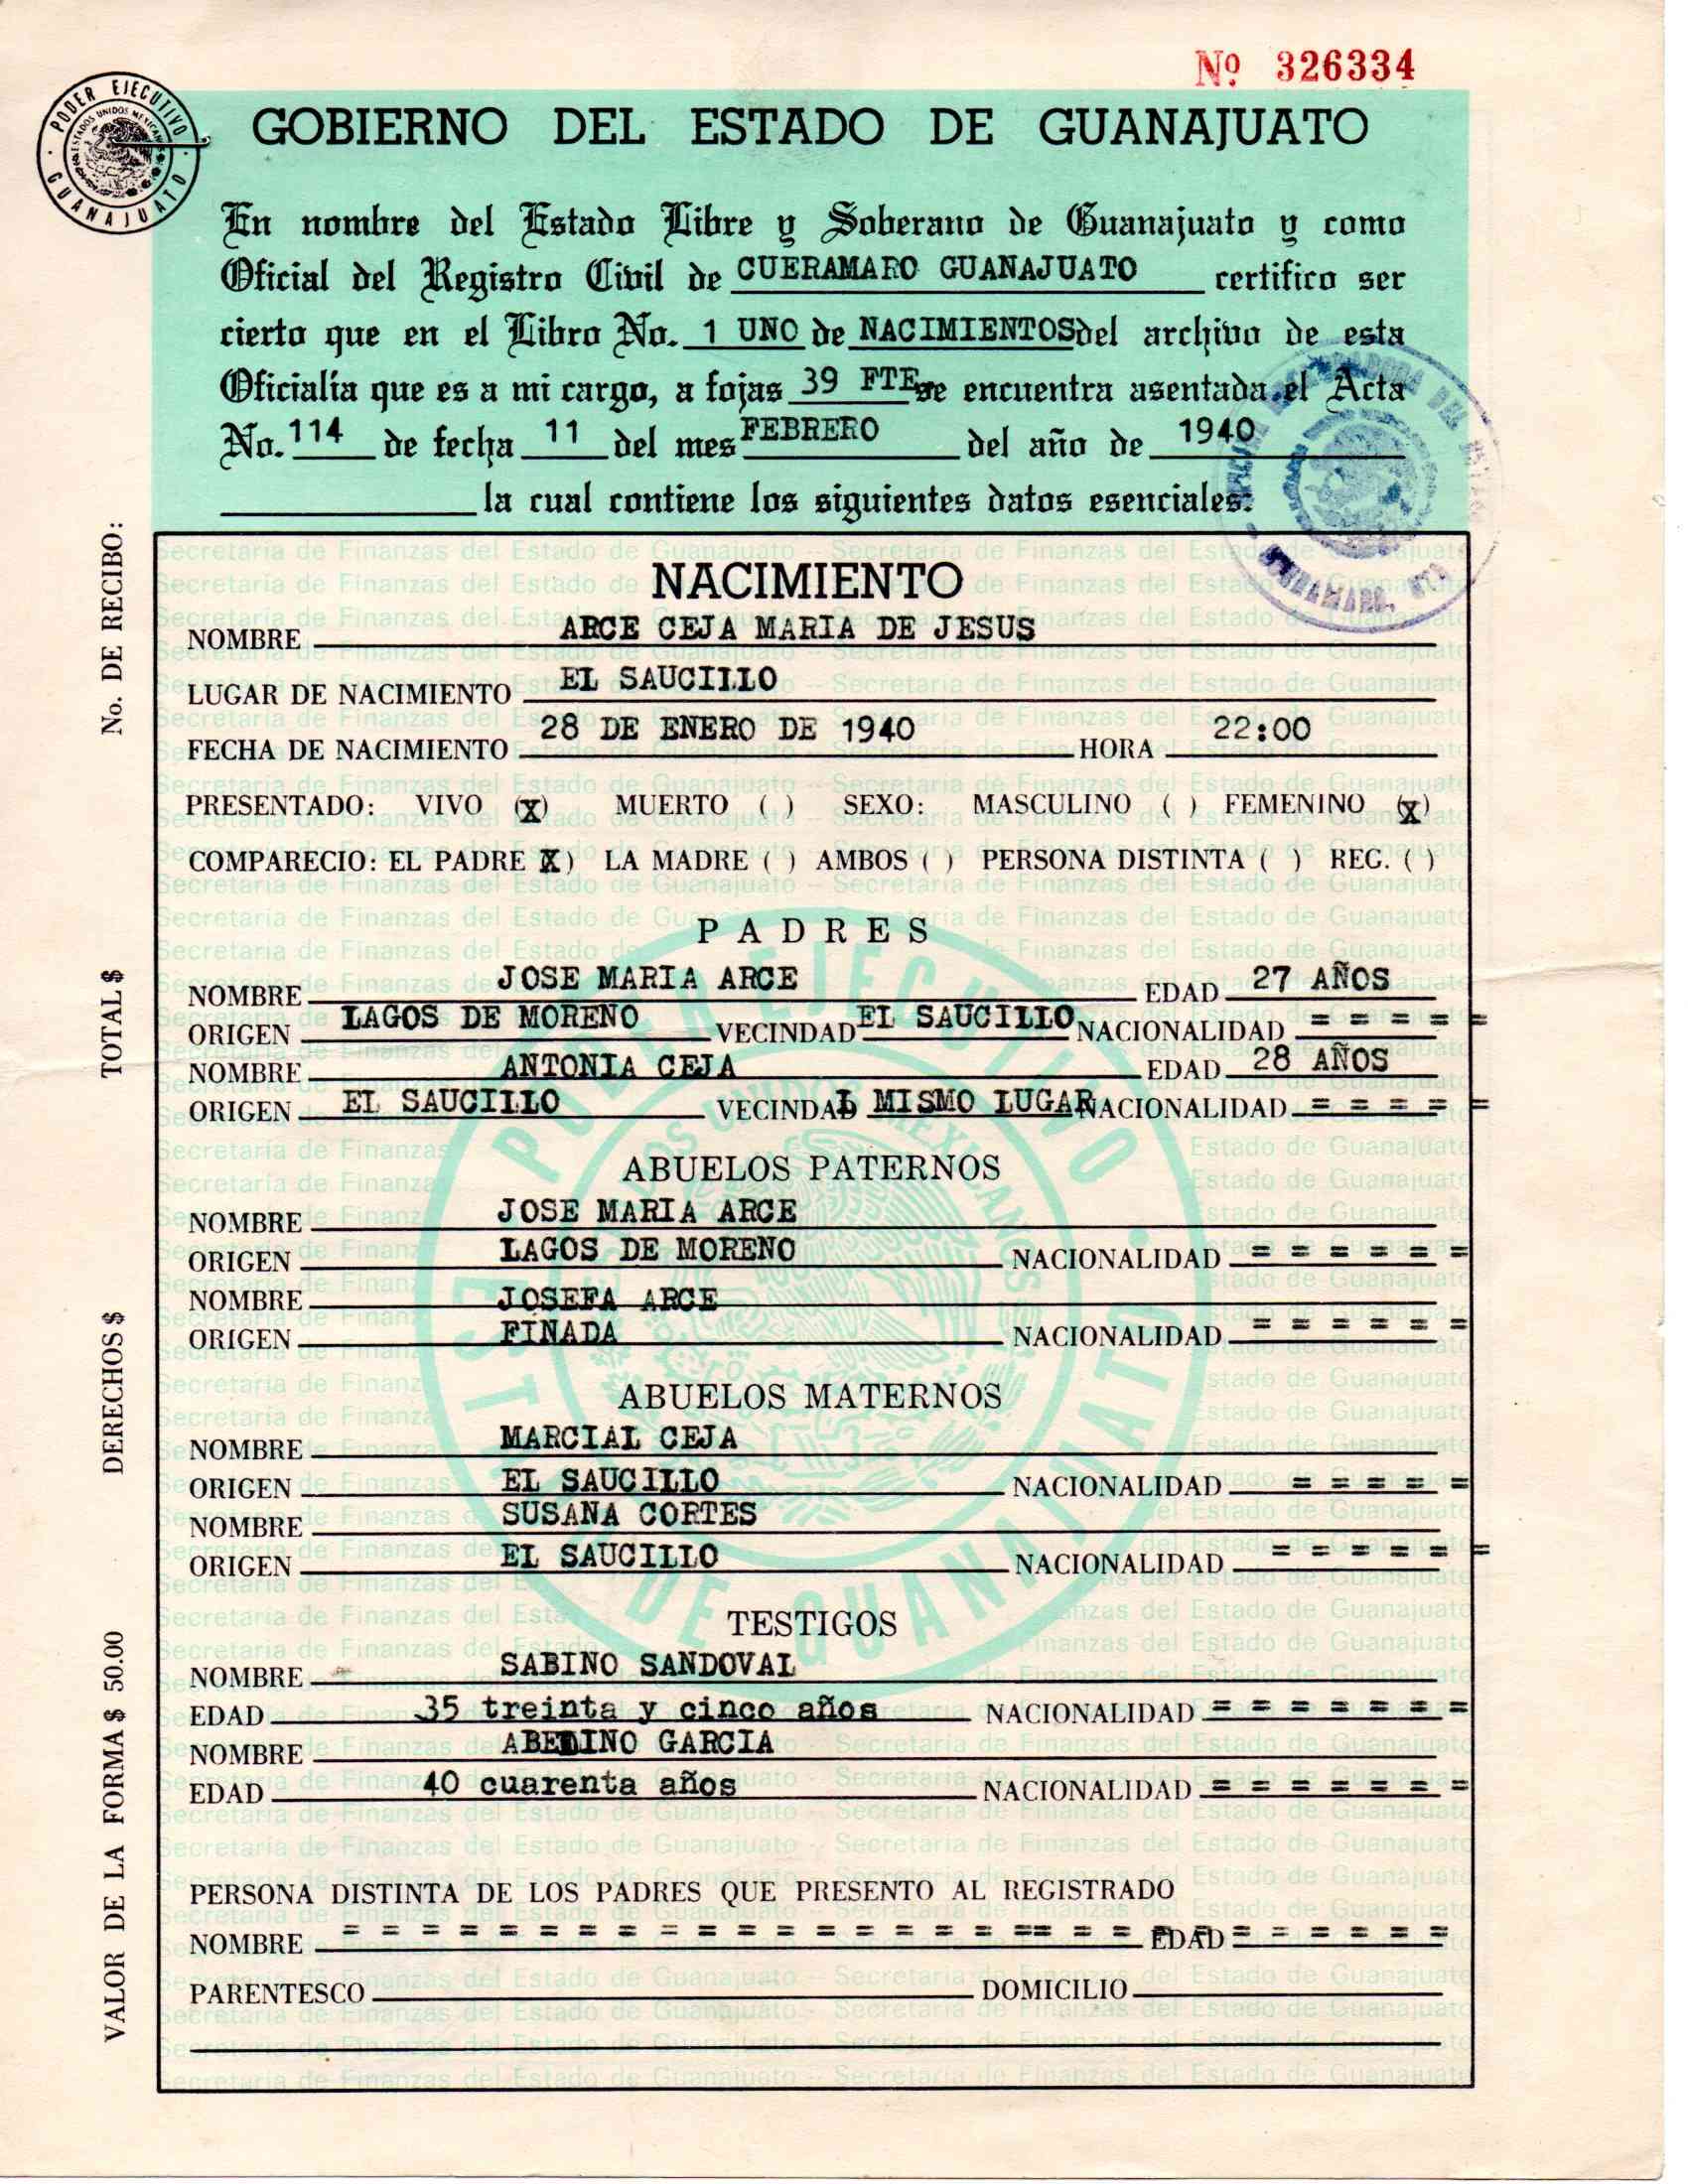 Nº 326334
PODER EJECUTIVO
ESTADOS UNIDOS MEXICANOS
GUANAJUATO
GOBIERNO DEL ESTADO DE GUANAJUATO
En nombre del Estado Libre y Soberano de Guanajuato y como
Oficial del Registro Civil de CUERAMARO GUANAJUATO certifico ser
cierto que en el Libro No. 1 UNO de NACIMIENTOS del archivo de esta
Oficialía que es a mi cargo, a fojas 39 FTE se encuentra asentada el Acta
No. 114 de fecha 11 del mes FEBRERO del año de 1940
la cual contiene los siguientes datos esenciales:
NACIMIENTO
NOMBRE ARCE CEJA MARIA DE JESUS
LUGAR DE NACIMIENTO EL SAUCILLO
FECHA DE NACIMIENTO 28 DE ENERO DE 1940 HORA 22:00
PRESENTADO: VIVO (X) MUERTO ( ) SEXO: MASCULINO ( ) FEMENINO (X)
COMPARECIO: EL PADRE X) LA MADRE ( ) AMBOS ( ) PERSONA DISTINTA ( ) REG. ( )
PADRES
NOMBRE JOSE MARIA ARCE EDAD 27 AÑOS
ORIGEN LAGOS DE MORENO VECINDAD EL SAUCILLO NACIONALIDAD = = = = =
NOMBRE ANTONIA CEJA EDAD 28 AÑOS
ORIGEN EL SAUCILLO VECINDAD MISMO LUGAR NACIONALIDAD = = = = =
ABUELOS PATERNOS
NOMBRE JOSE MARIA ARCE
ORIGEN LAGOS DE MORENO NACIONALIDAD = = = = = =
NOMBRE JOSEFA ARCE
ORIGEN FINADA NACIONALIDAD = = = = = =
ABUELOS MATERNOS
NOMBRE MARCIAL CEJA
ORIGEN EL SAUCILLO NACIONALIDAD = = = = =
NOMBRE SUSANA CORTES
ORIGEN EL SAUCILLO NACIONALIDAD = = = = = =
TESTIGOS
NOMBRE SABINO SANDOVAL
EDAD 35 treinta y cinco años NACIONALIDAD = = = = = = =
NOMBRE ABEDINO GARCIA
EDAD 40 cuarenta años NACIONALIDAD = = = = = = =
PERSONA DISTINTA DE LOS PADRES QUE PRESENTO AL REGISTRADO
NOMBRE = = = = = = = = = = = = = = = = = == = = = EDAD = = = = = =
PARENTESCO DOMICILIO
No. DE RECIBO:
TOTAL $
DERECHOS $
VALOR DE LA FORMA $ 50.00